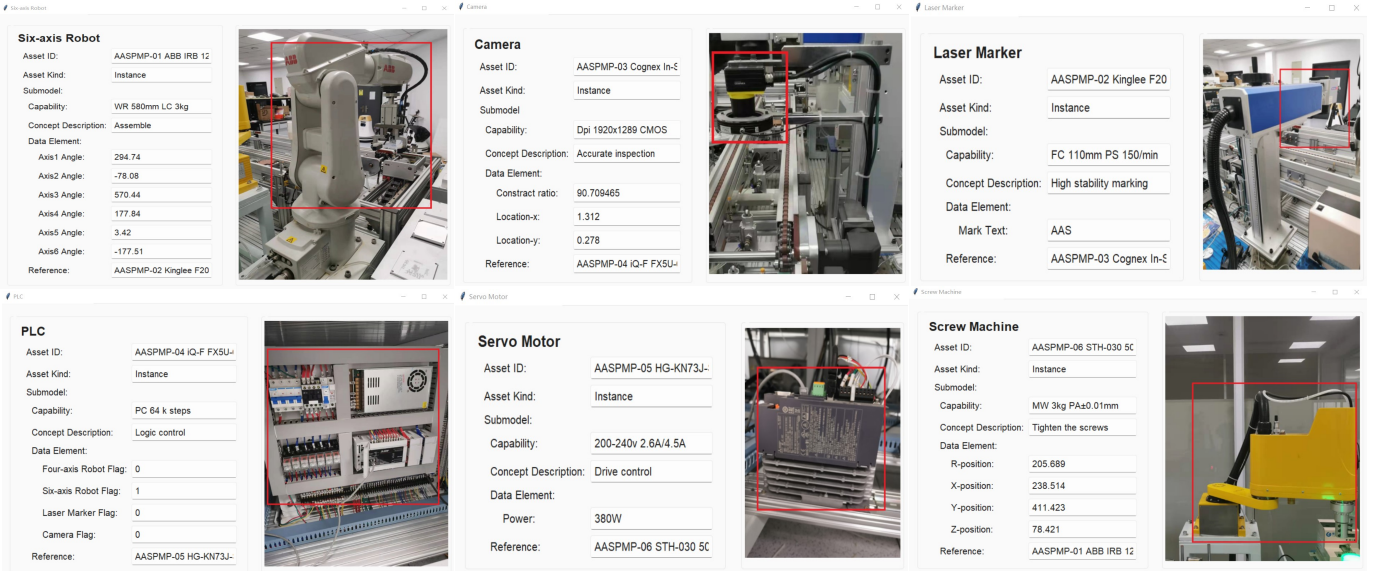 Six-axis Robot
Six-axis Robot
Asset ID: AASPMP-01 ABB IRB 12
Asset Kind: Instance
Submodel:
Capability: WR 580mm LC 3kg
Concept Description: Assemble
Data Element:
Axis1 Angle: 294.74
Axis2 Angle: -78.08
Axis3 Angle: 570.44
Axis4 Angle: 177.84
Axis5 Angle: 3.42
Axis6 Angle: -177.51
Reference: AASPMP-02 Kinglee F20
ABB
ABB
Camera
Camera
Asset ID: AASPMP-03 Cognex In-S
Asset Kind: Instance
Submodel
Capability: Dpi 1920x1289 CMOS
Concept Description: Accurate inspection
Data Element:
Constract ratio: 90.709465
Location-x: 1.312
Location-y: 0.278
Reference: AASPMP-04 iQ-F FX5U-
Laser Marker
Laser Marker
Asset ID: AASPMP-02 Kinglee F20
Asset Kind: Instance
Submodel:
Capability: FC 110mm PS 150/min
Concept Description: High stability marking
Data Element:
Mark Text: AAS
Reference: AASPMP-03 Cognex In-S
PLC
PLC
Asset ID: AASPMP-04 iQ-F FX5U-
Asset Kind: Instance
Submodel:
Capability: PC 64 k steps
Concept Description: Logic control
Data Element:
Four-axis Robot Flag: 0
Six-axis Robot Flag: 1
Laser Marker Flag: 0
Camera Flag: 0
Reference: AASPMP-05 HG-KN73J-
Servo Motor
Servo Motor
Asset ID: AASPMP-05 HG-KN73J-
Asset Kind: Instance
Submodel:
Capability: 200-240v 2.6A/4.5A
Concept Description: Drive control
Data Element:
Power: 380W
Reference: AASPMP-06 STH-030 50
Screw Machine
Screw Machine
Asset ID: AASPMP-06 STH-030 50
Asset Kind: Instance
Submodel:
Capability: MW 3kg PA±0.01mm
Concept Description: Tighten the screws
Data Element:
R-position: 205.689
X-position: 238.514
Y-position: 411.423
Z-position: 78.421
Reference: AASPMP-01 ABB IRB 12